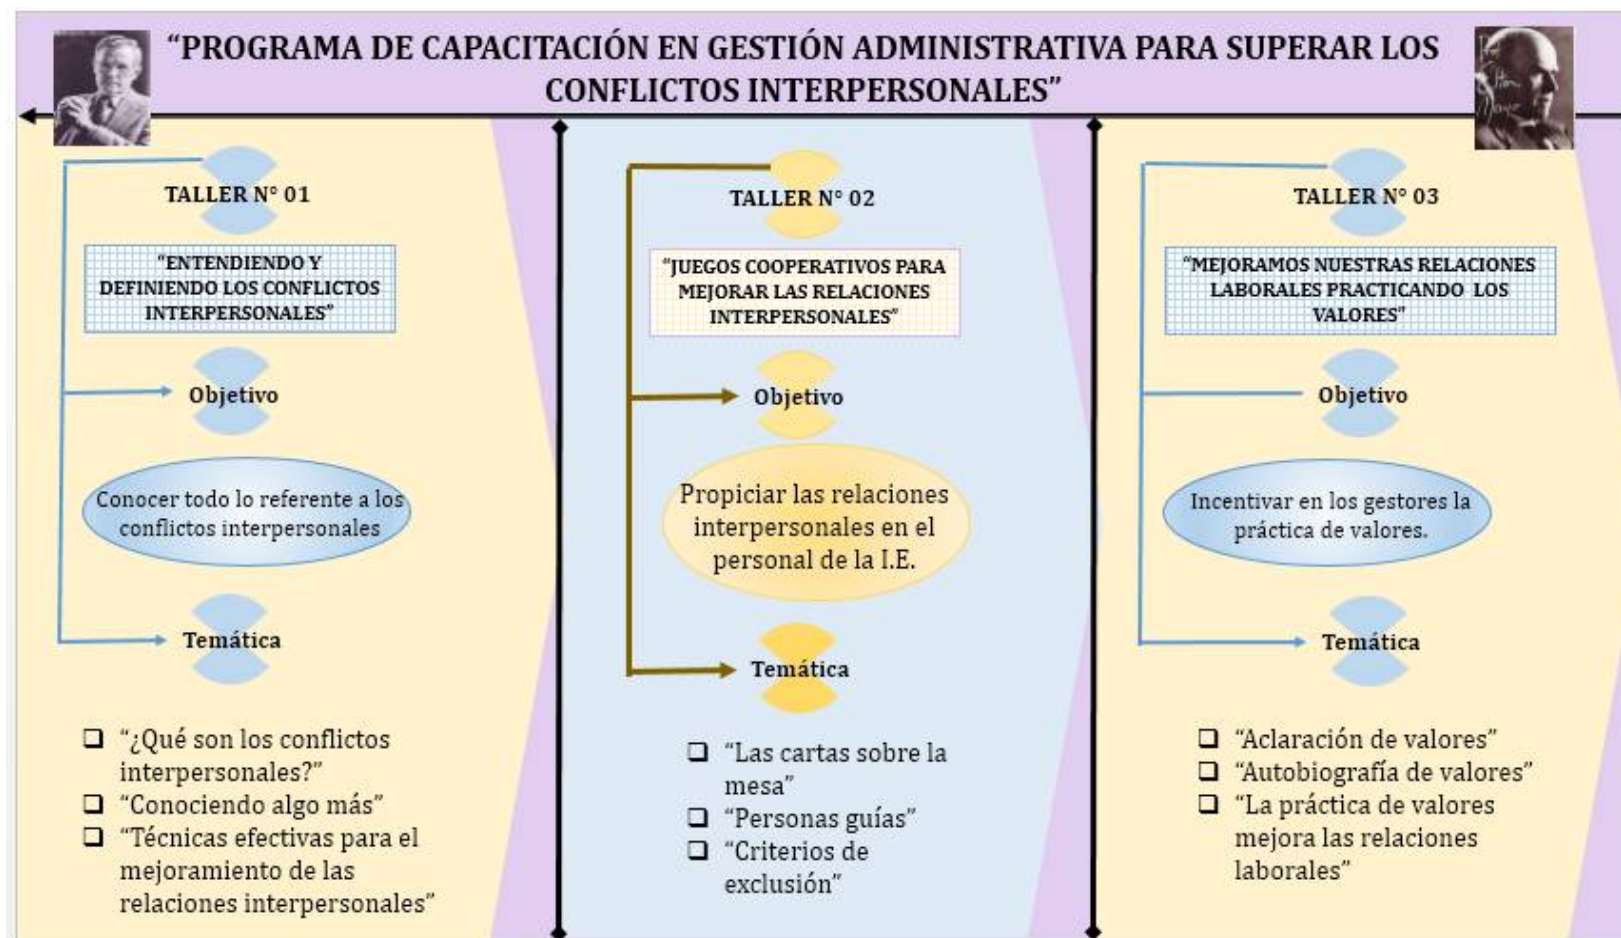 “PROGRAMA DE CAPACITACIÓN EN GESTIÓN ADMINISTRATIVA PARA SUPERAR LOS
CONFLICTOS INTERPERSONALES”
TALLER N° 01
“ENTENDIENDO Y
DEFINIENDO LOS CONFLICTOS
INTERPERSONALES”
Objetivo
Conocer todo lo referente a los
conflictos interpersonales
Temática
“¿Qué son los conflictos
interpersonales?”
“Conociendo algo más”
“Técnicas efectivas para el
mejoramiento de las
relaciones interpersonales”
TALLER N° 02
“JUEGOS COOPERATIVOS PARA
MEJORAR LAS RELACIONES
INTERPERSONALES”
Objetivo
Propiciar las relaciones
interpersonales en el
personal de la I.E.
Temática
“Las cartas sobre la
mesa”
“Personas guías”
“Criterios de
exclusión”
TALLER N° 03
“MEJORAMOS NUESTRAS RELACIONES
LABORALES PRACTICANDO LOS
VALORES”
Objetivo
Incentivar en los gestores la
práctica de valores.
Temática
“Aclaración de valores”
“Autobiografía de valores”
“La práctica de valores
mejora las relaciones
laborales”